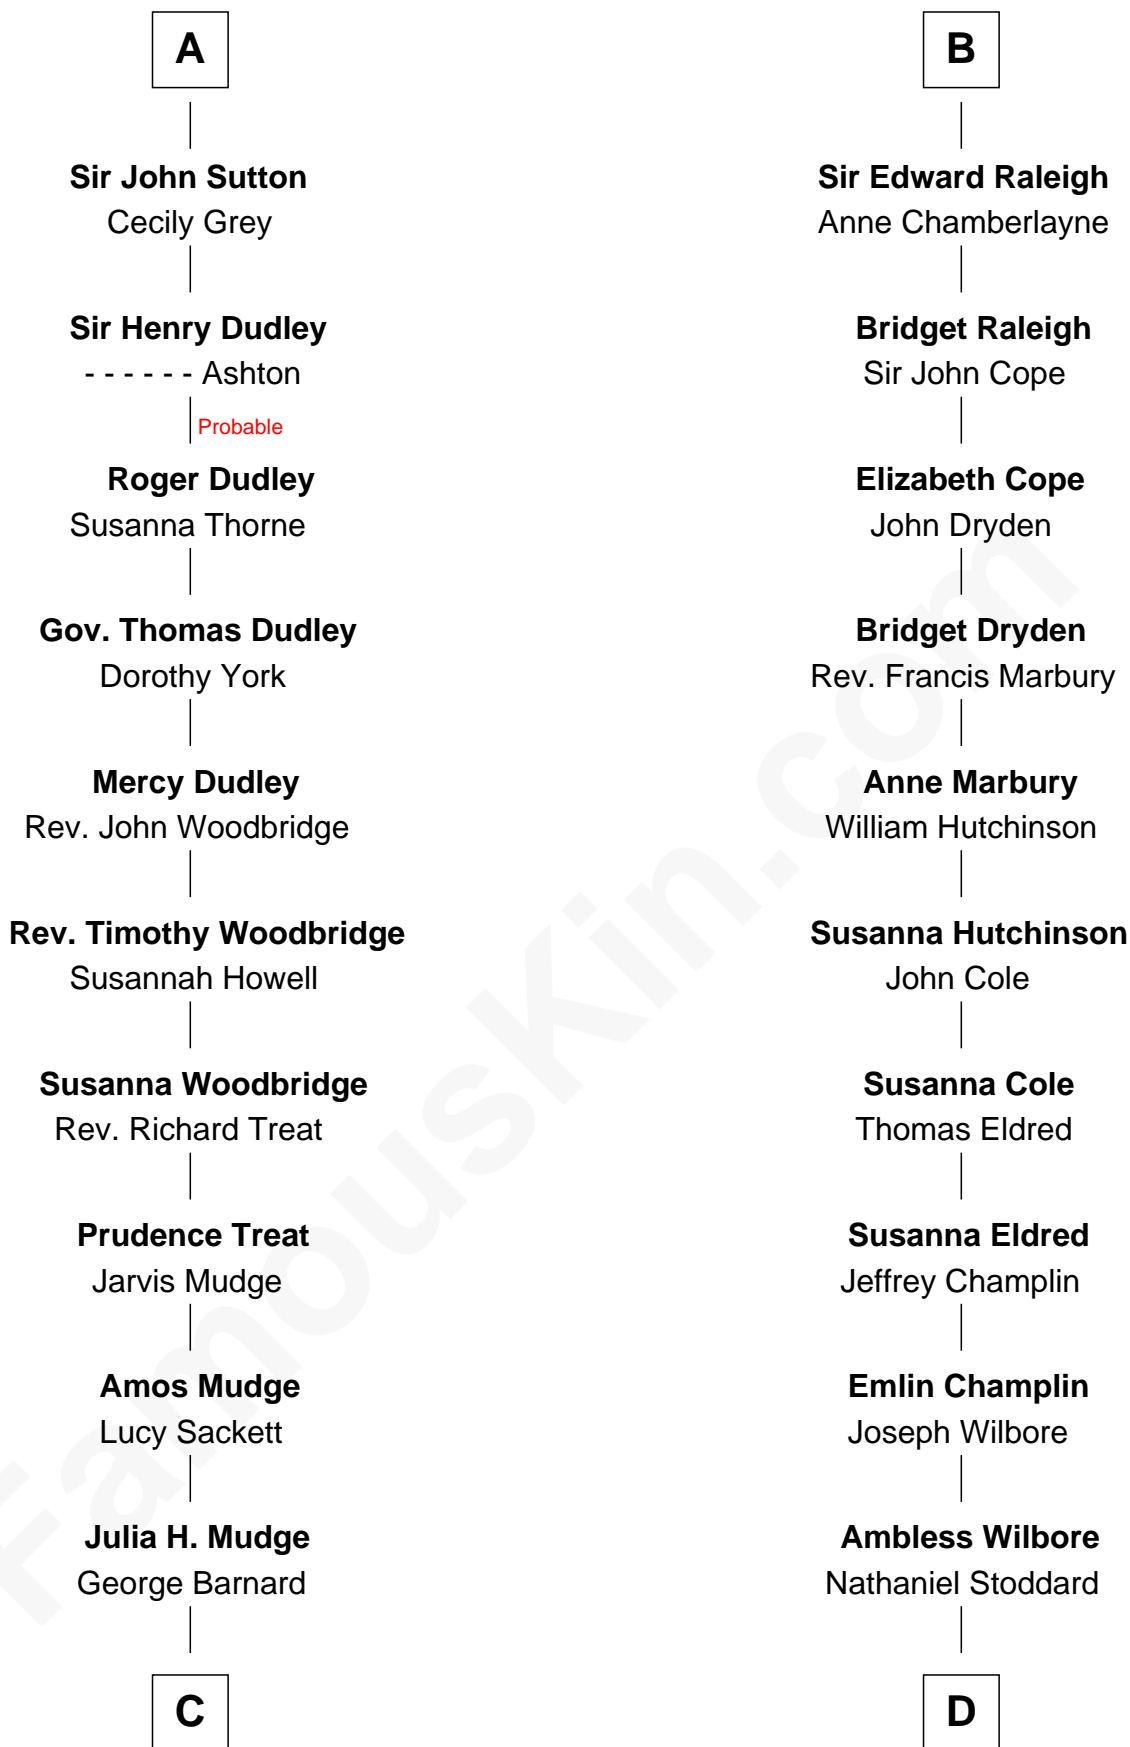 A
Sir John Sutton
Cecily Grey
Sir Henry Dudley
- - - - - - Ashton
Probable
Roger Dudley
Susanna Thorne
Gov. Thomas Dudley
Dorothy York
Mercy Dudley
Rev. John Woodbridge
Rev. Timothy Woodbridge
Susannah Howell
Susanna Woodbridge
Rev. Richard Treat
Prudence Treat
Jarvis Mudge
Amos Mudge
Lucy Sackett
Julia H. Mudge
George Barnard
C
B
Sir Edward Raleigh
Anne Chamberlayne
Bridget Raleigh
Sir John Cope
Elizabeth Cope
John Dryden
Bridget Dryden
Rev. Francis Marbury
Anne Marbury
William Hutchinson
Susanna Hutchinson
John Cole
Susanna Cole
Thomas Eldred
Susanna Eldred
Jeffrey Champlin
Emlin Champlin
Joseph Wilbore
Ambless Wilbore
Nathaniel Stoddard
D
FamousKin.com